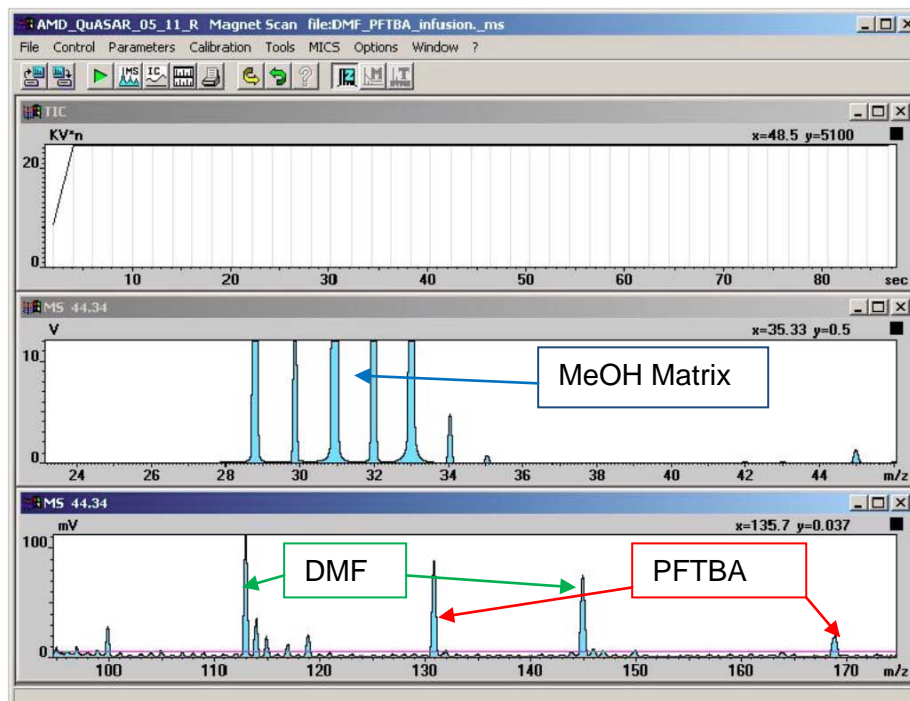 AMD_QuASAR_05_11_R Magnet Scan file:DMF_PFTBA_infusion._ms
File Control Parameters Calibration Tools MICS Options Window ?
MS IC
TIC
KV*n x=48.5 y=5100
20
0
10 20 30 40 50 60 70 80 sec
MS 44.34
V x=35.33 y=0.5
10
MeOH Matrix
0
24 26 28 30 32 34 36 38 40 42 44 m/z
MS 44.34
mV x=135.7 y=0.037
100
DMF PFTBA
0
100 110 120 130 140 150 160 170 m/z